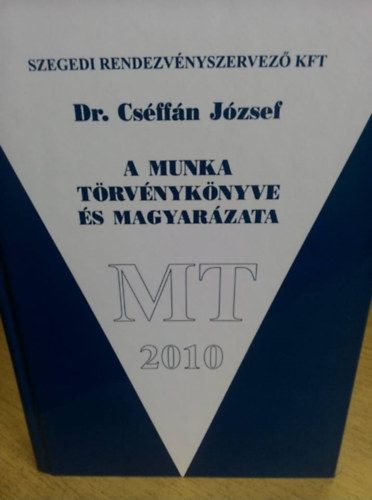 SZEGEDI RENDEZVÉNYSZERVEZŐ KFT
Dr. Cséffán József
A MUNKA
TÖRVÉNYKÖNYVE
ÉS MAGYARÁZATA
MT
2010